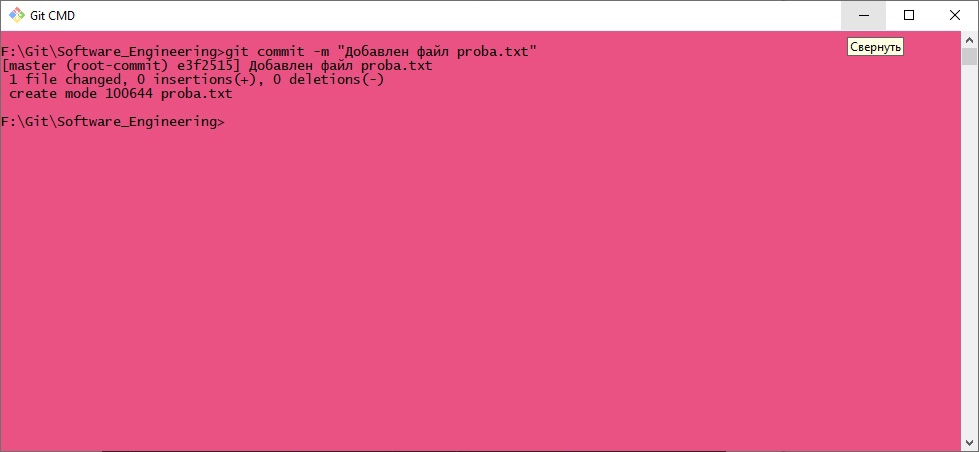 Git CMD
Свернуть
F:\Git\Software_Engineering>git commit -m "Добавлен файл proba.txt"
[master (root-commit) e3f2515] Добавлен файл proba.txt
 1 file changed, 0 insertions(+), 0 deletions(-)
 create mode 100644 proba.txt
F:\Git\Software_Engineering>